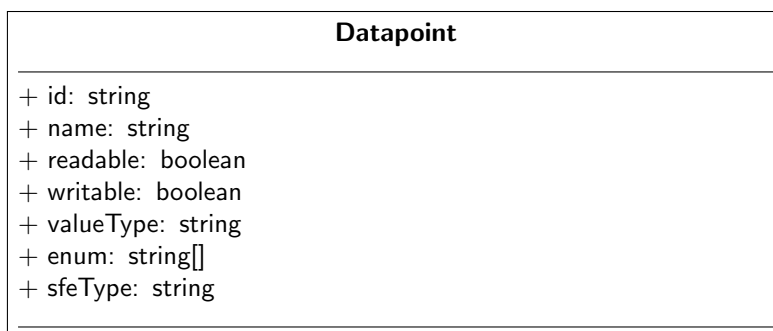 Datapoint
+ id: string
+ name: string
+ readable: boolean
+ writable: boolean
+ valueType: string
+ enum: string[]
+ sfeType: string